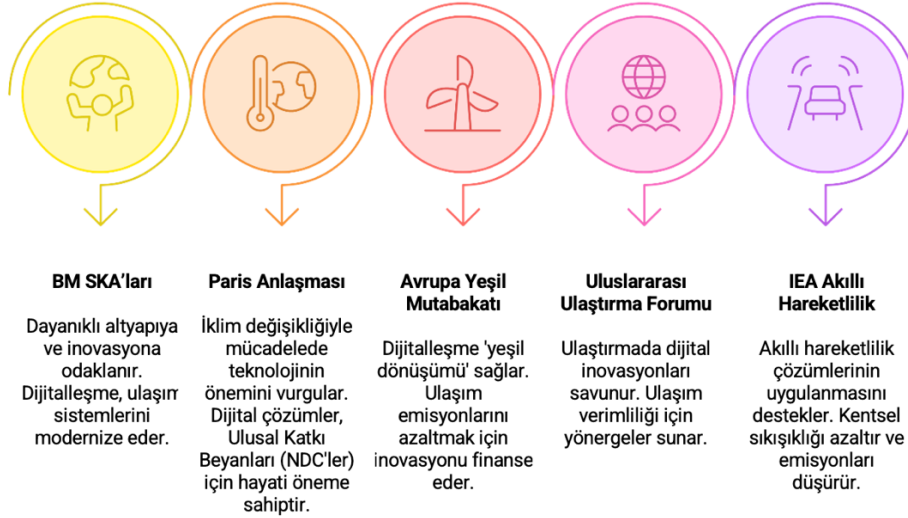 BM SKA'ları
Dayanıklı altyapıya
ve inovasyona
odaklanır.
Dijitalleşme, ulaşım
sistemlerini
modernize eder.
Paris Anlaşması
İklim değişikliğiyle
mücadelede
teknolojinin
önemini vurgular.
Dijital çözümler,
Ulusal Katkı
Beyanları (NDC'ler)
için hayati öneme
sahiptir.
Avrupa Yeşil
Mutabakatı
Dijitalleşme 'yeşil
dönüşümü' sağlar.
Ulaşım
emisyonlarını
azaltmak için
inovasyonu finanse
eder.
Uluslararası
Ulaştırma Forumu
Ulaştırmada dijital
inovasyonları
savunur. Ulaşım
verimliliği için
yönergeler sunar.
IEA Akıllı
Hareketlilik
Akıllı hareketlilik
çözümlerinin
uygulanmasını
destekler. Kentsel
sıkışıklığı azaltır ve
emisyonları
düşürür.